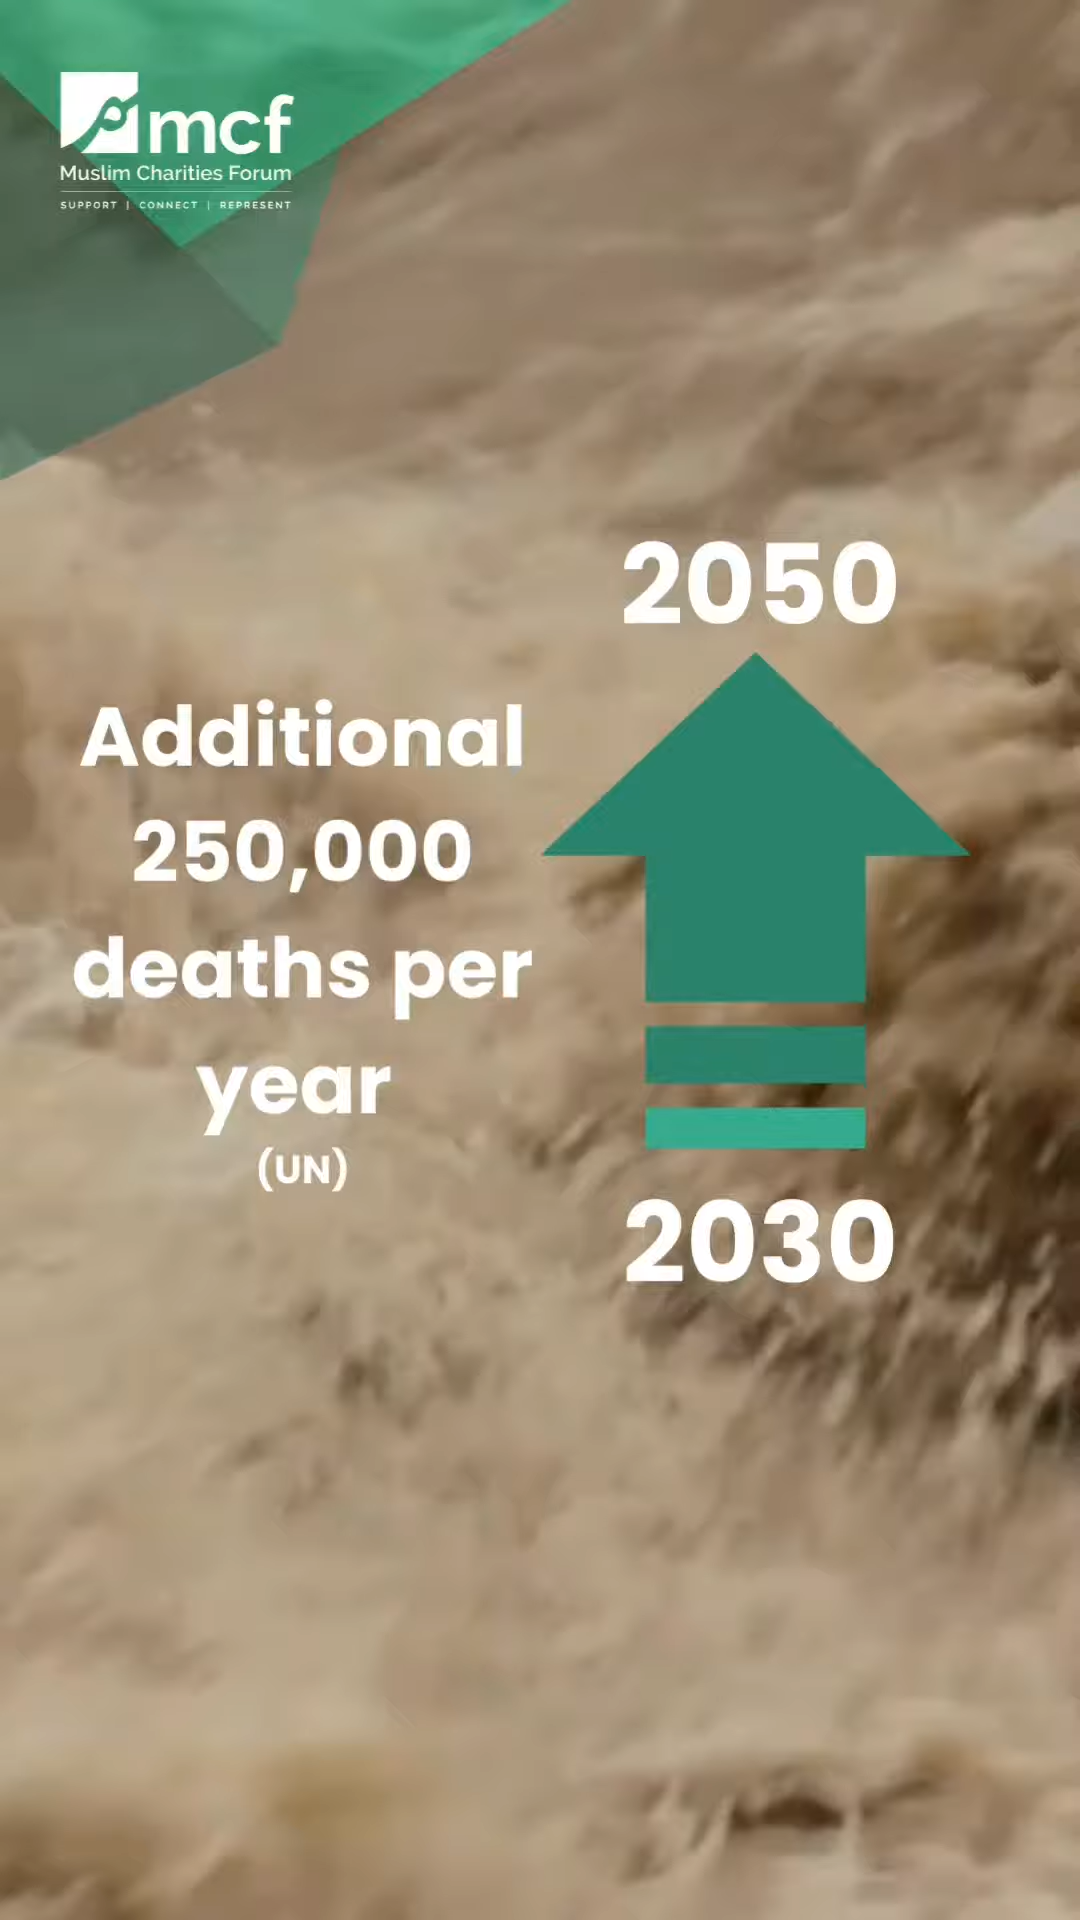 mcf
Muslim Charities Forum
SUPPORT | CONNECT | REPRESENT
2050
Additional
250,000
deaths per
year
(UN)
2030